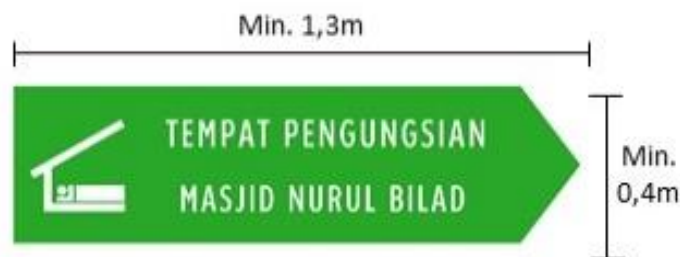 Min. 1,3m
TEMPAT PENGUNGSIAN
MASJID NURUL BILAD
Min.
0,4m